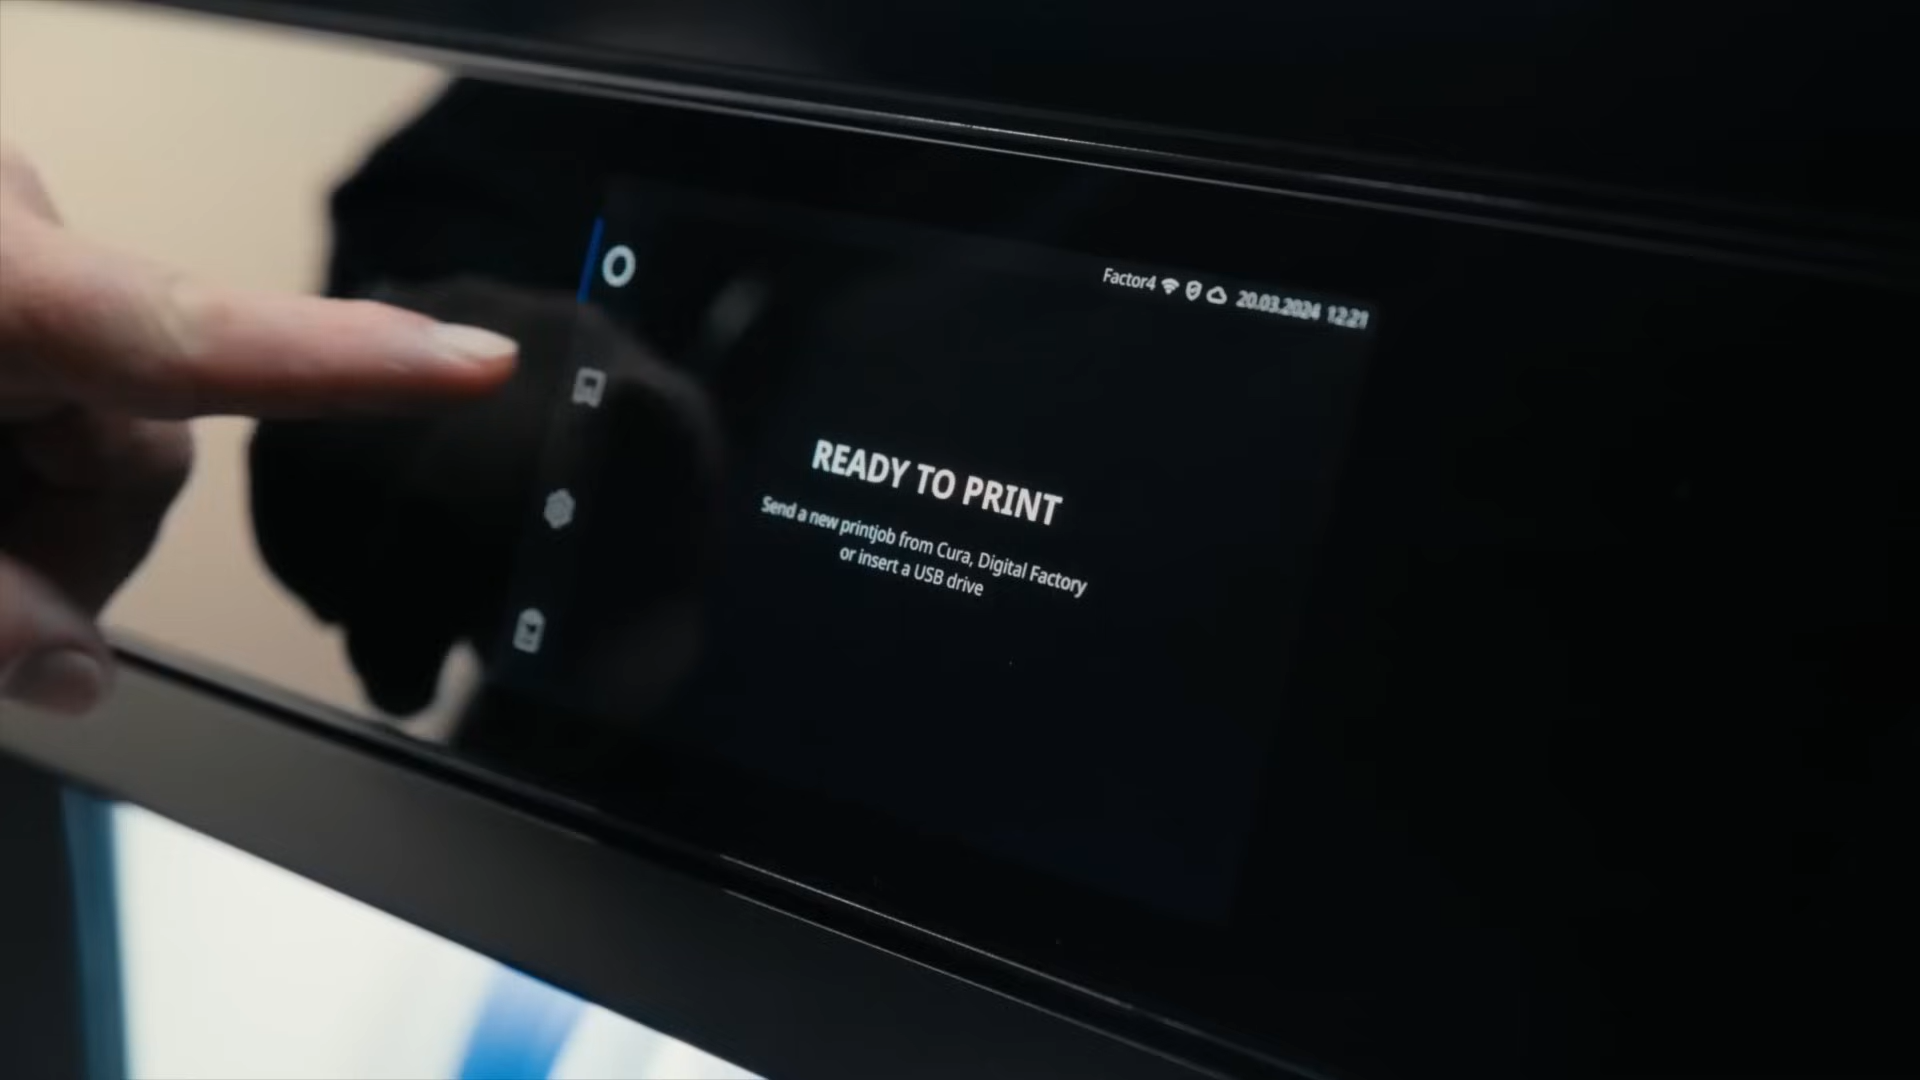 Factor4 20.03.2024 12:21
READY TO PRINT
Send a new printjob from Cura, Digital Factory
or insert a USB drive